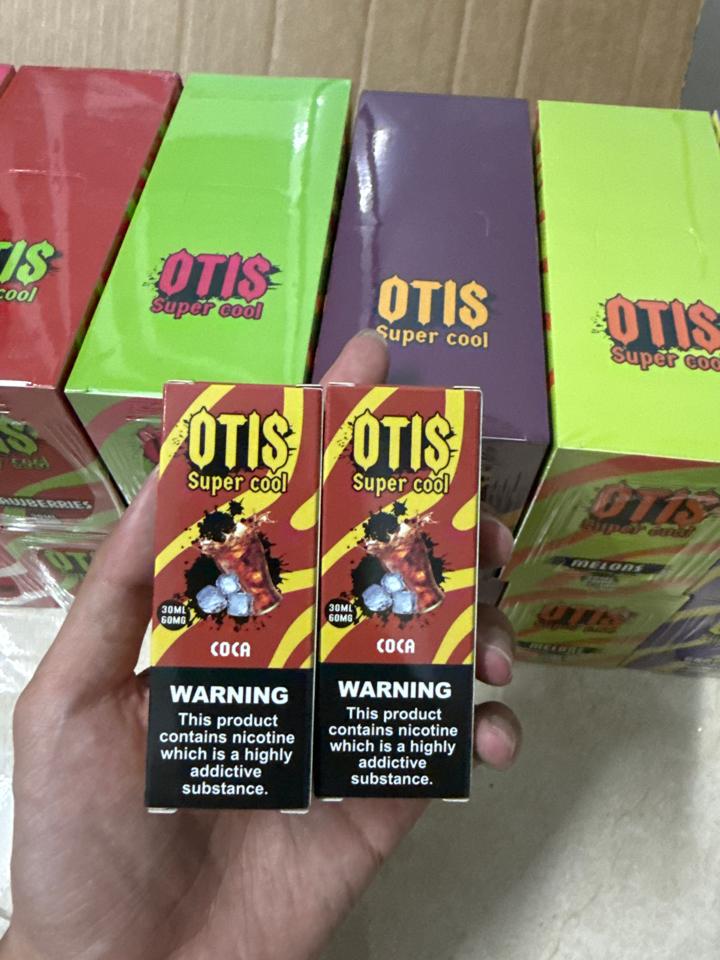 OTIS
Super cool
OTIS
Super cool
OTIS
Super cool
OTIS
Super cool
OTIS
MELONS
OTIS
OTIS
Super cool
30ML
60MG
COCA
WARNING
This product
contains nicotine
which is a highly
addictive
substance.
OTIS
Super cool
30ML
60MG
COCA
WARNING
This product
contains nicotine
which is a highly
addictive
substance.